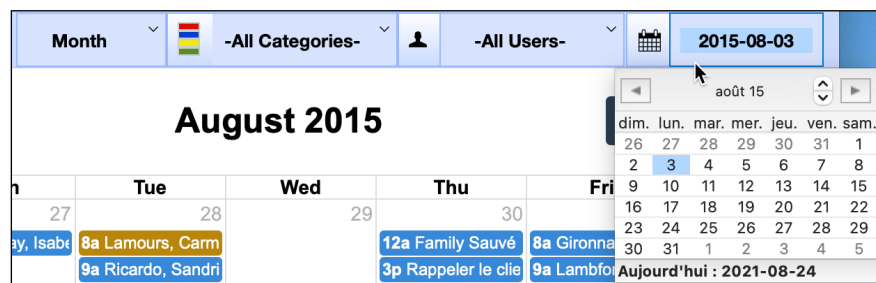 Month -All Categories- -All Users- 2015-08-03
août 15
August 2015
dim. lun. mar. mer. jeu. ven. sam.
26 27 28 29 30 31 1
2 3 4 5 6 7 8
9 10 11 12 13 14 15
16 17 18 19 20 21 22
23 24 25 26 27 28 29
30 31 1 2 3 4 5
Aujourd'hui : 2021-08-24
Tue Wed Thu Fri
27 28 29 30
8a Lamours, Carm 12a Family Sauvé 8a Gironna
9a Ricardo, Sandri 3p Rappeler le clie 9a Lambfor